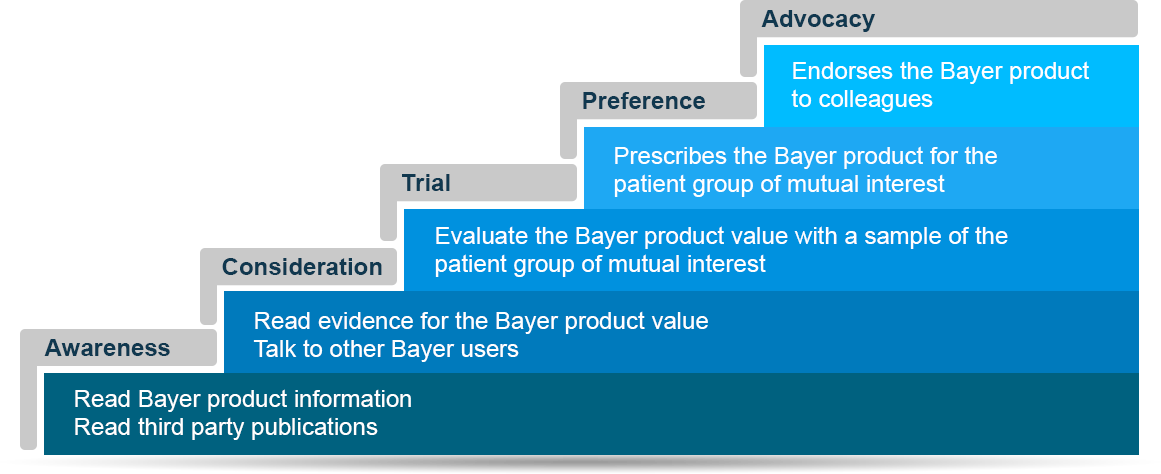 Advocacy
Endorses the Bayer product
to colleagues
Preference
Prescribes the Bayer product for the
patient group of mutual interest
Trial
Evaluate the Bayer product value with a sample of the
patient group of mutual interest
Consideration
Read evidence for the Bayer product value
Talk to other Bayer users
Awareness
Read Bayer product information
Read third party publications